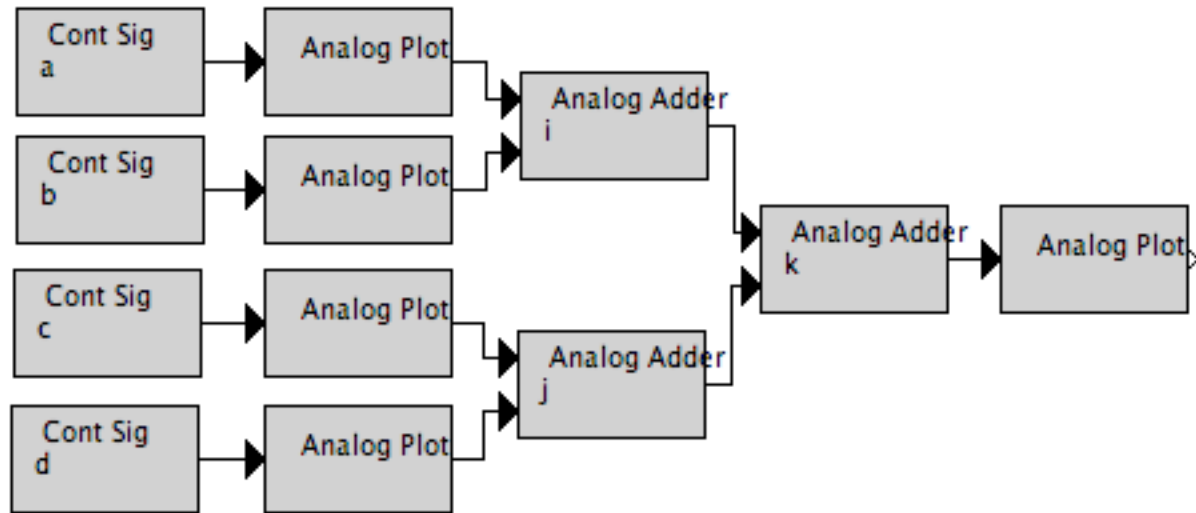 Cont Sig
a
Analog Plot
Analog Adder
i
Cont Sig
b
Analog Plot
Analog Adder
k
Analog Plot
Cont Sig
c
Analog Plot
Analog Adder
j
Cont Sig
d
Analog Plot